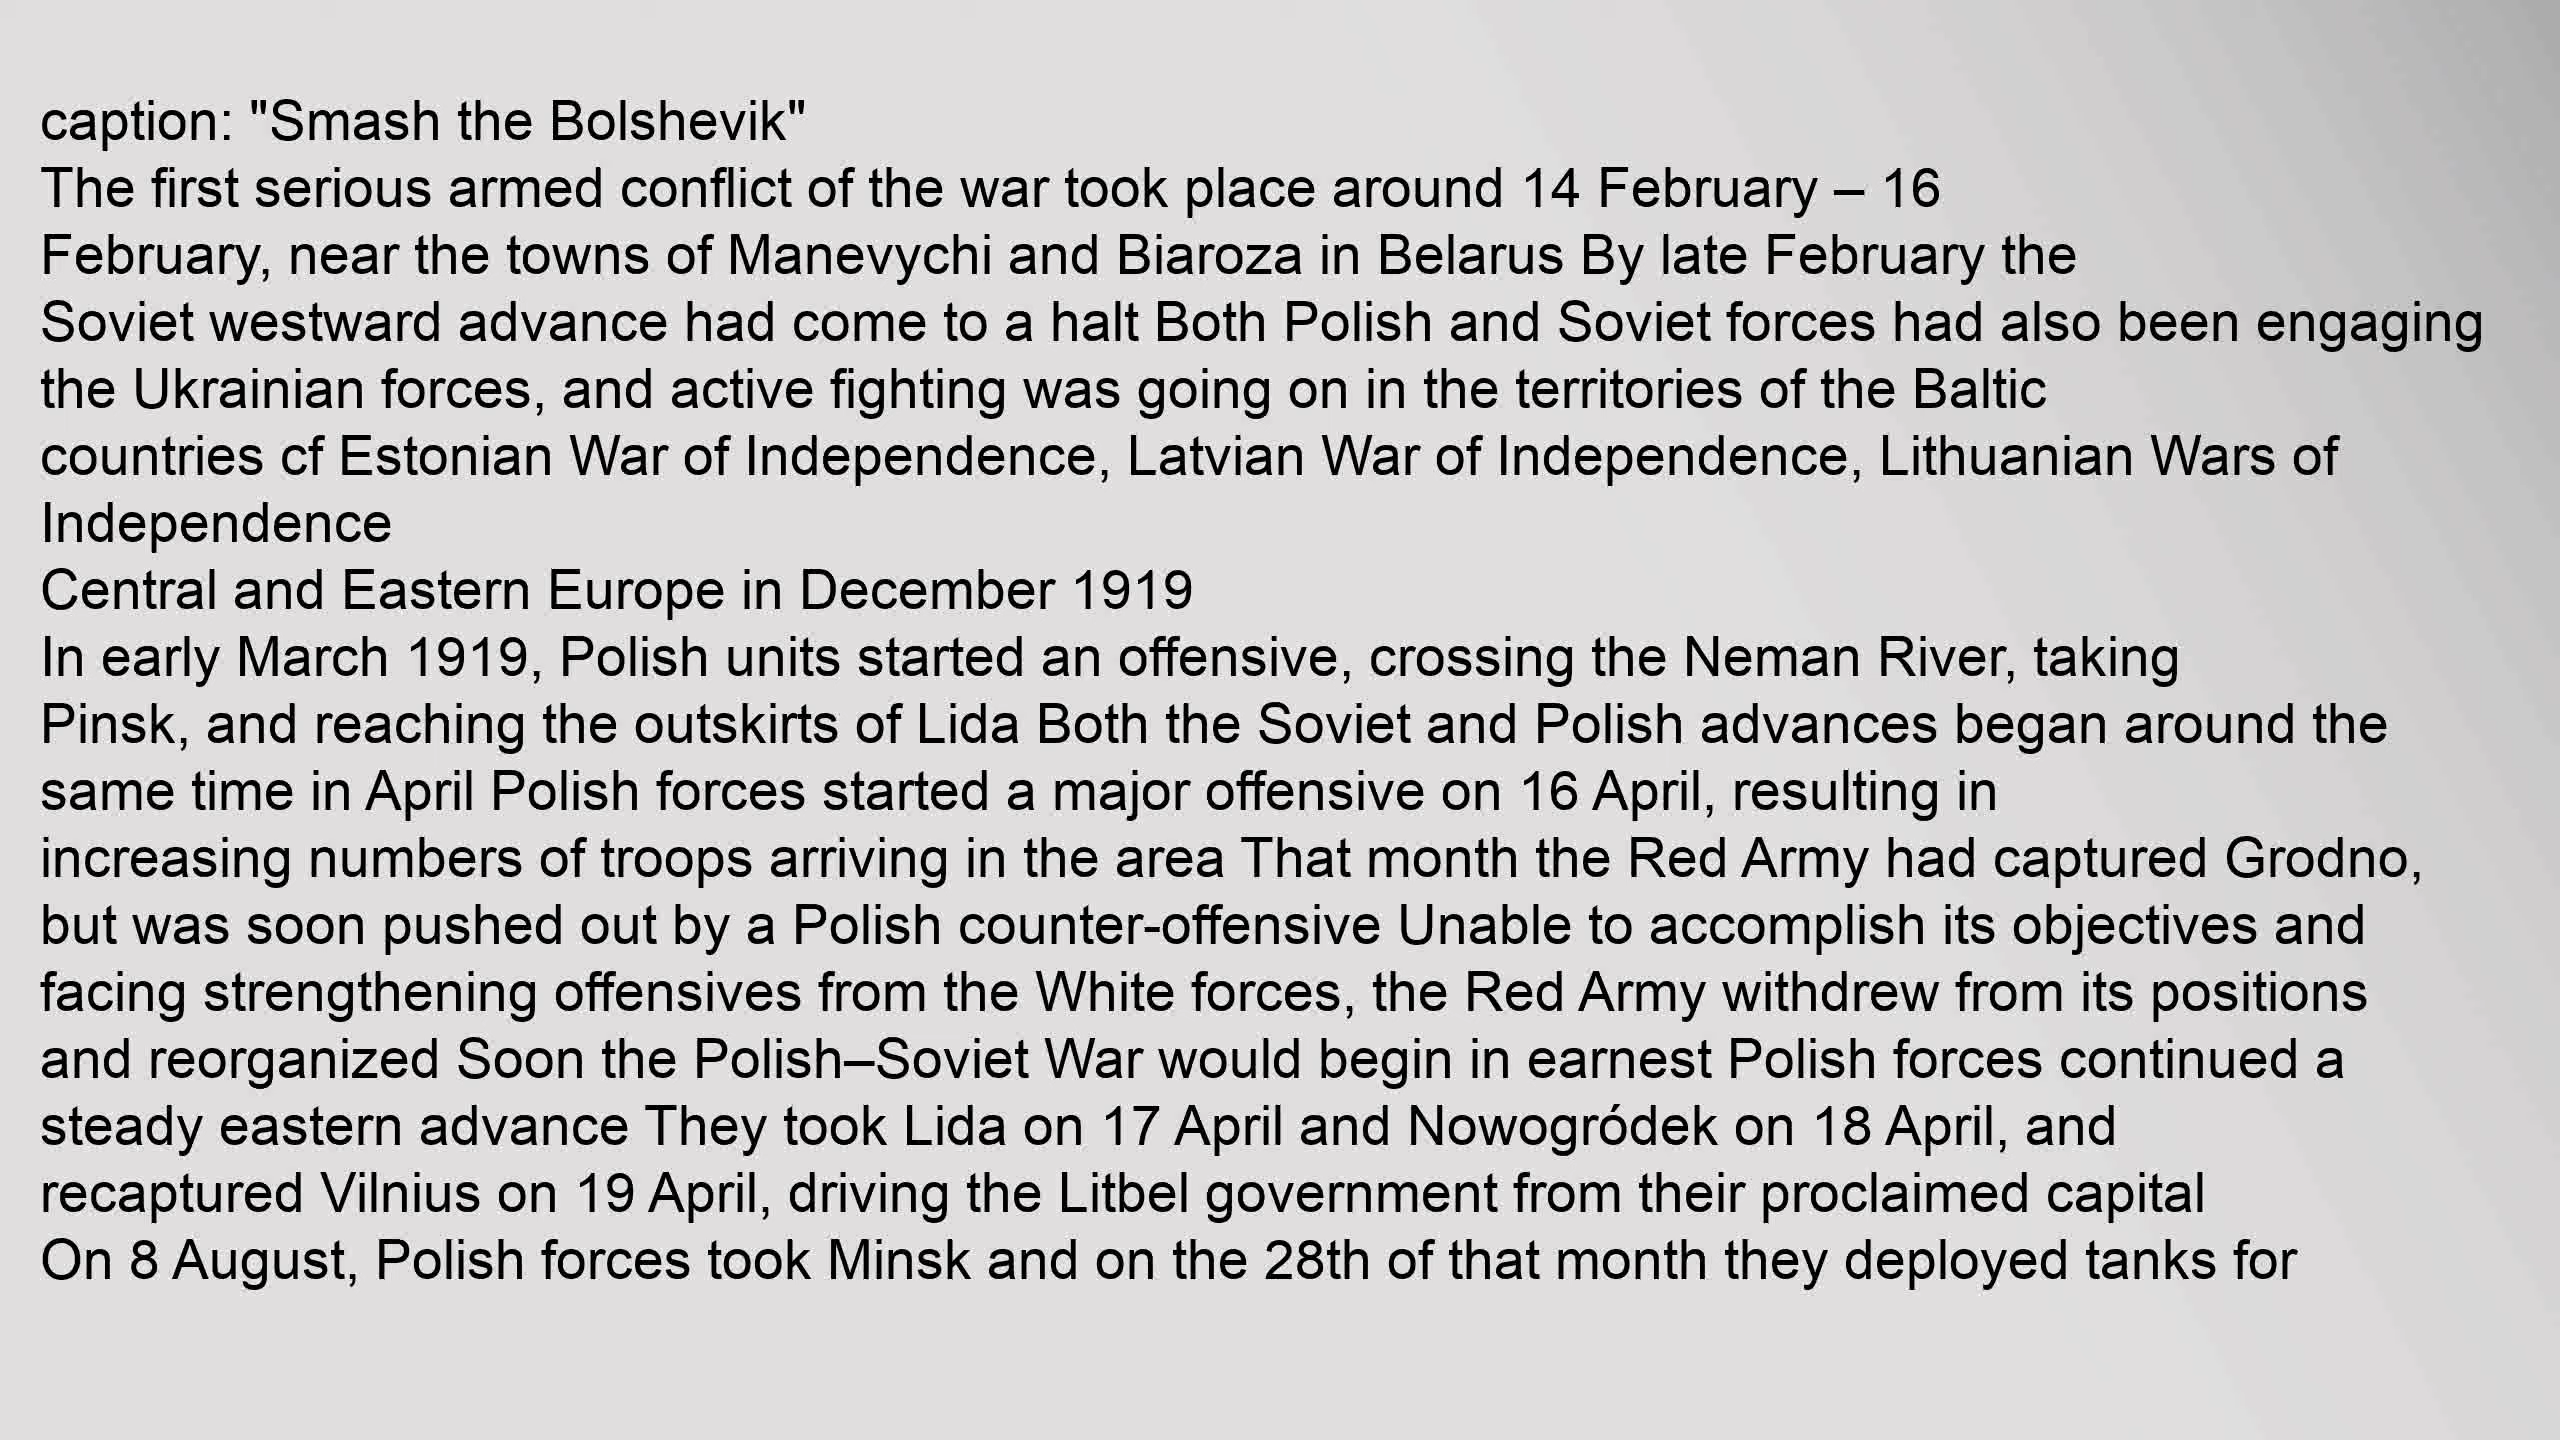 caption: "Smash the Bolshevik"
The first serious armed conflict of the war took place around 14 February – 16
February, near the towns of Manevychi and Biaroza in Belarus By late February the
Soviet westward advance had come to a halt Both Polish and Soviet forces had also been engaging
the Ukrainian forces, and active fighting was going on in the territories of the Baltic
countries cf Estonian War of Independence, Latvian War of Independence, Lithuanian Wars of
Independence
Central and Eastern Europe in December 1919
In early March 1919, Polish units started an offensive, crossing the Neman River, taking
Pinsk, and reaching the outskirts of Lida Both the Soviet and Polish advances began around the
same time in April Polish forces started a major offensive on 16 April, resulting in
increasing numbers of troops arriving in the area That month the Red Army had captured Grodno,
but was soon pushed out by a Polish counter-offensive Unable to accomplish its objectives and
facing strengthening offensives from the White forces, the Red Army withdrew from its positions
and reorganized Soon the Polish–Soviet War would begin in earnest Polish forces continued a
steady eastern advance They took Lida on 17 April and Nowogródek on 18 April, and
recaptured Vilnius on 19 April, driving the Litbel government from their proclaimed capital
On 8 August, Polish forces took Minsk and on the 28th of that month they deployed tanks for